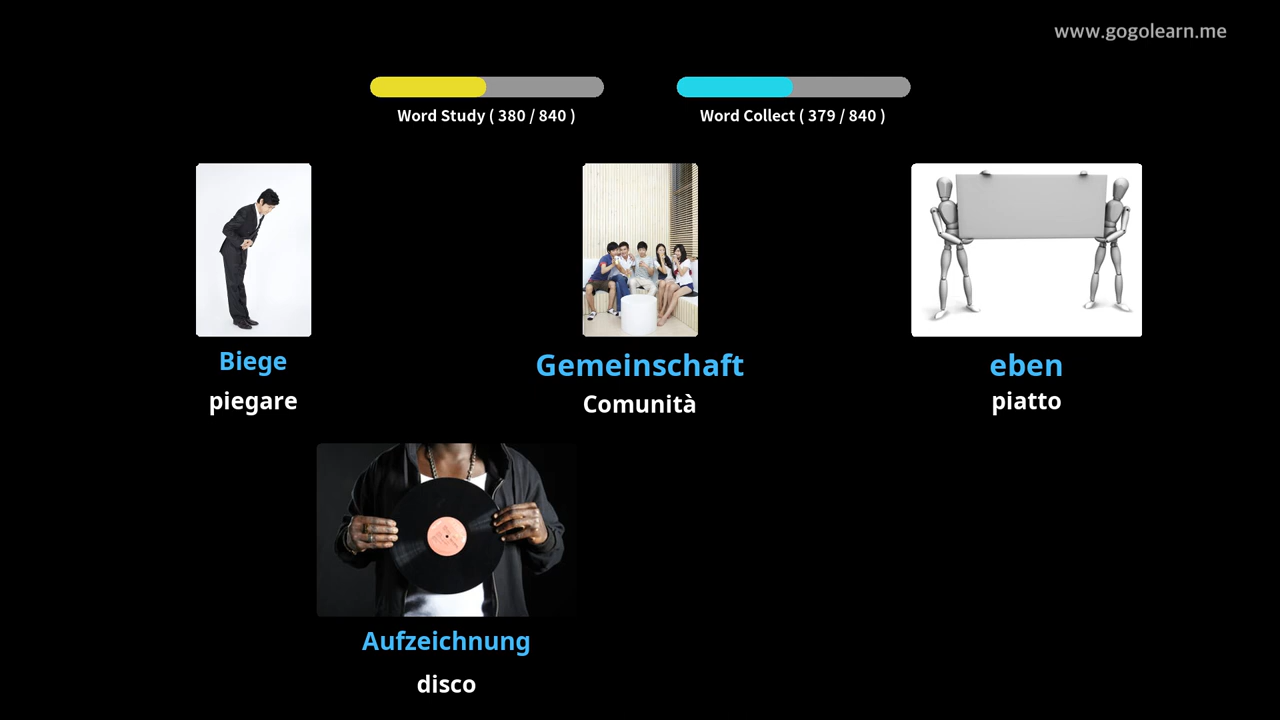 www.gogolearn.me
Word Study ( 380 / 840 )
Word Collect ( 379 / 840 )
Biege
piegare
Gemeinschaft
Comunità
eben
piatto
Aufzeichnung
disco